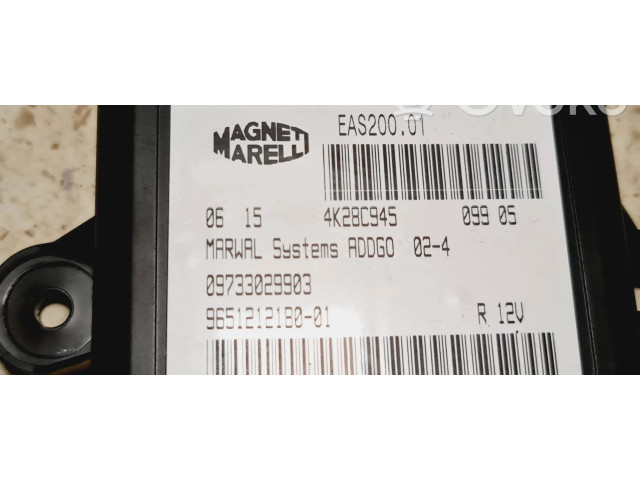 MAGNETI
MARELLI
EAS200.01
06 15 4K28C945 099 05
MARWAL Systems ADDGO 02-4
09733029903
9651212180-01 R 12V